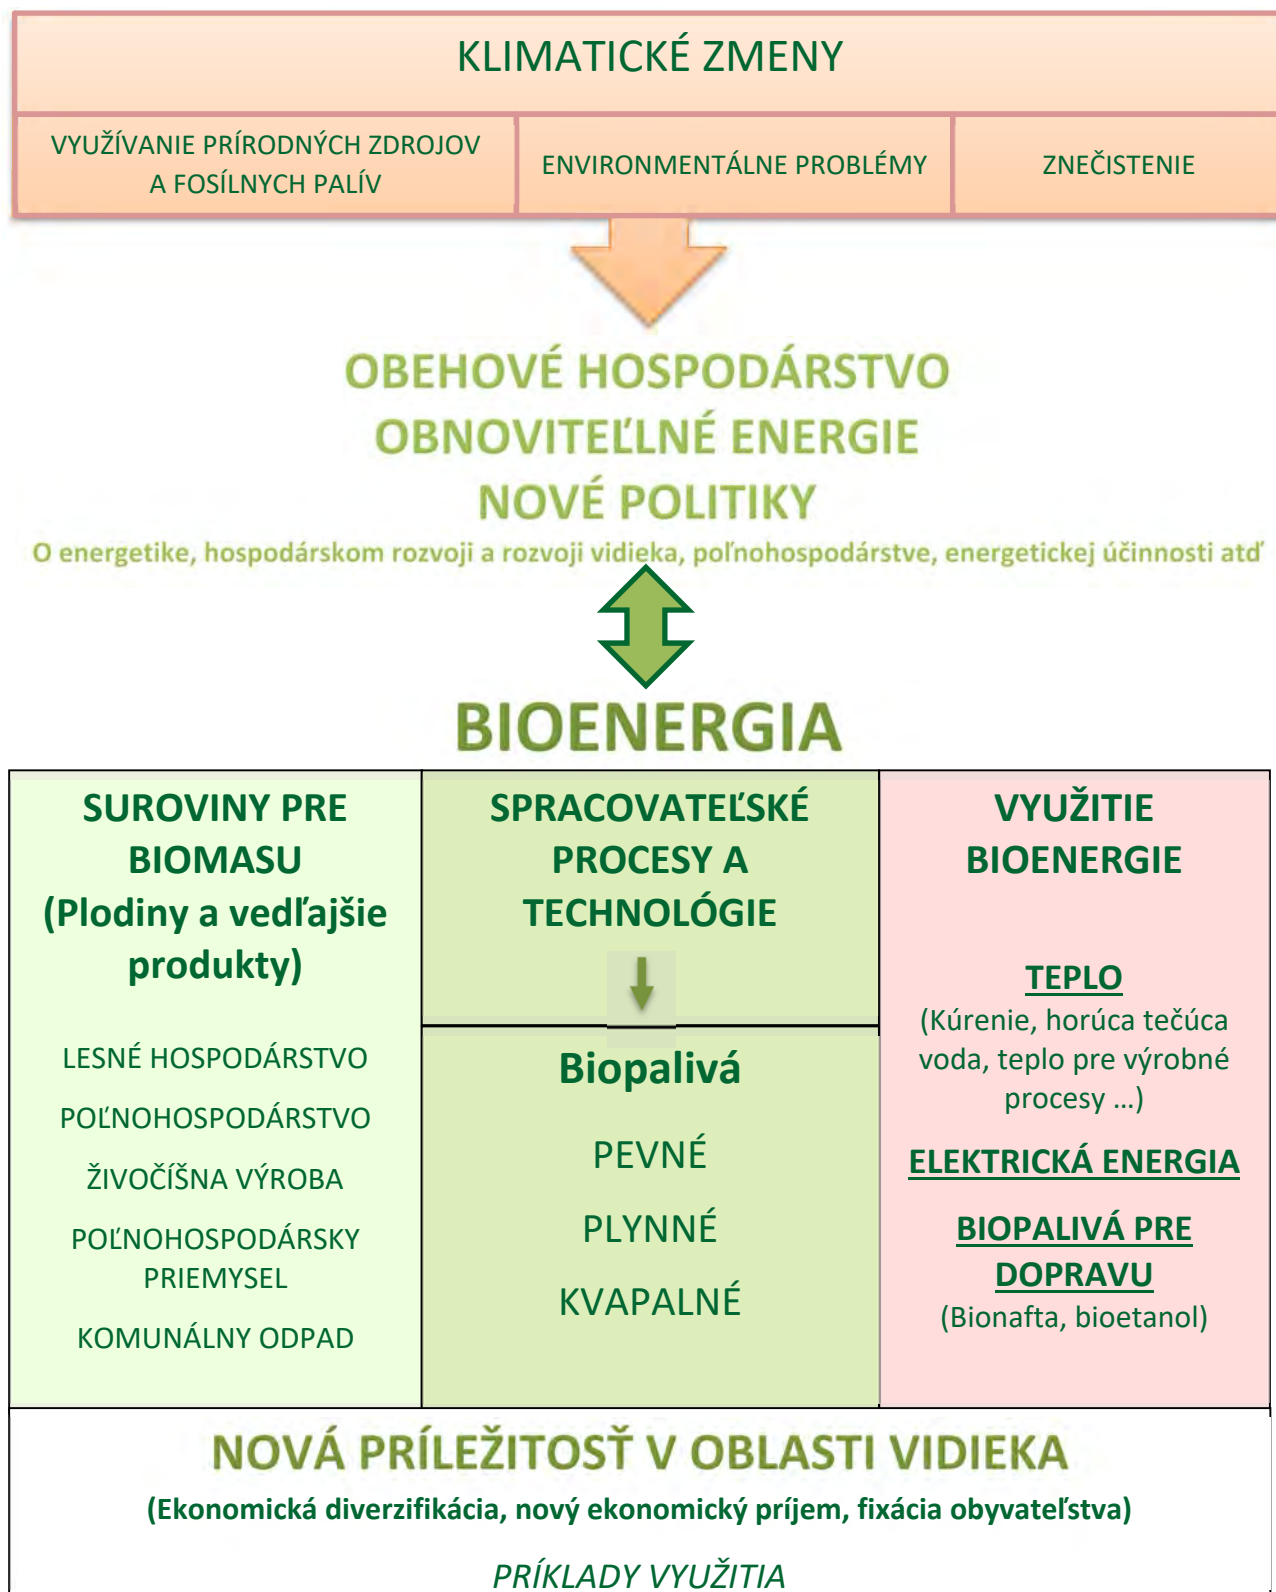 KLIMATICKÉ ZMENY
VYUŽÍVANIE PRÍRODNÝCH ZDROJOV
A FOSÍLNYCH PALÍV
ENVIRONMENTÁLNE PROBLÉMY
ZNEČISTENIE
OBEHOVÉ HOSPODÁRSTVO
OBNOVITEĽLNÉ ENERGIE
NOVÉ POLITIKY
O energetike, hospodárskom rozvoji a rozvoji vidieka, poľnohospodárstve, energetickej účinnosti atď
BIOENERGIA
SUROVINY PRE
BIOMASU
(Plodiny a vedľajšie
produkty)
LESNÉ HOSPODÁRSTVO
POĽNOHOSPODÁRSTVO
ŽIVOČÍŠNA VÝROBA
POĽNOHOSPODÁRSKY
PRIEMYSEL
KOMUNÁLNY ODPAD
SPRACOVATEĽSKÉ
PROCESY A
TECHNOLÓGIE
Biopalivá
PEVNÉ
PLYNNÉ
KVAPALNÉ
VYUŽITIE
BIOENERGIE
TEPLO
(Kúrenie, horúca tečúca
voda, teplo pre výrobné
procesy ...)
ELEKTRICKÁ ENERGIA
BIOPALIVÁ PRE
DOPRAVU
(Bionafta, bioetanol)
NOVÁ PRÍLEŽITOSŤ V OBLASTI VIDIEKA
(Ekonomická diverzifikácia, nový ekonomický príjem, fixácia obyvateľstva)
PRÍKLADY VYUŽITIA